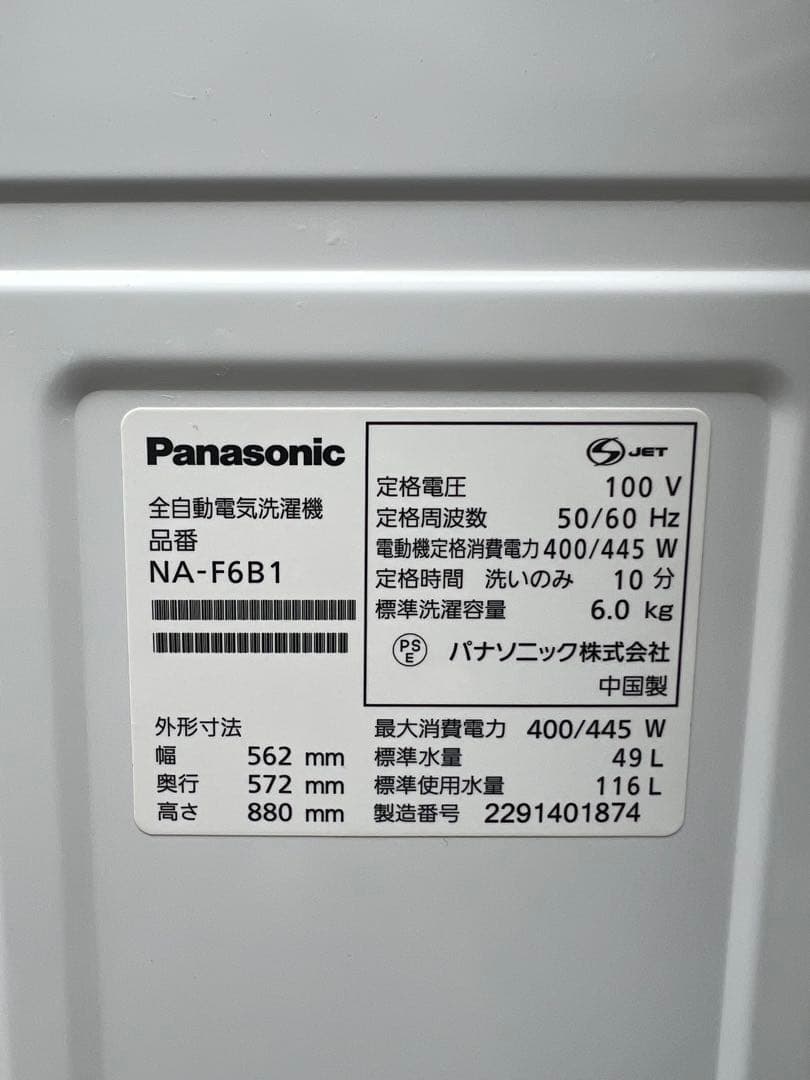 Panasonic
全自動電気洗濯機
品番
NA-F6B1
S JET
定格電圧 100 V
定格周波数 50/60 Hz
電動機定格消費電力 400/445 W
定格時間 洗いのみ 10 分
標準洗濯容量 6.0 kg
PS
E
パナソニック株式会社
中国製
外形寸法
幅 562 mm
奥行 572 mm
高さ 880 mm
最大消費電力 400/445 W
標準水量 49 L
標準使用水量 116 L
製造番号 2291401874